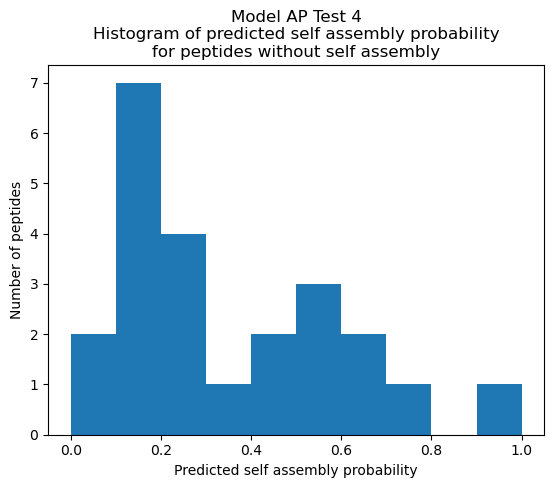 Model AP Test 4
Histogram of predicted self assembly probability
for peptides without self assembly
7
6
5
4
3
2
1
0
Number of peptides
0.0 0.2 0.4 0.6 0.8 1.0
Predicted self assembly probability